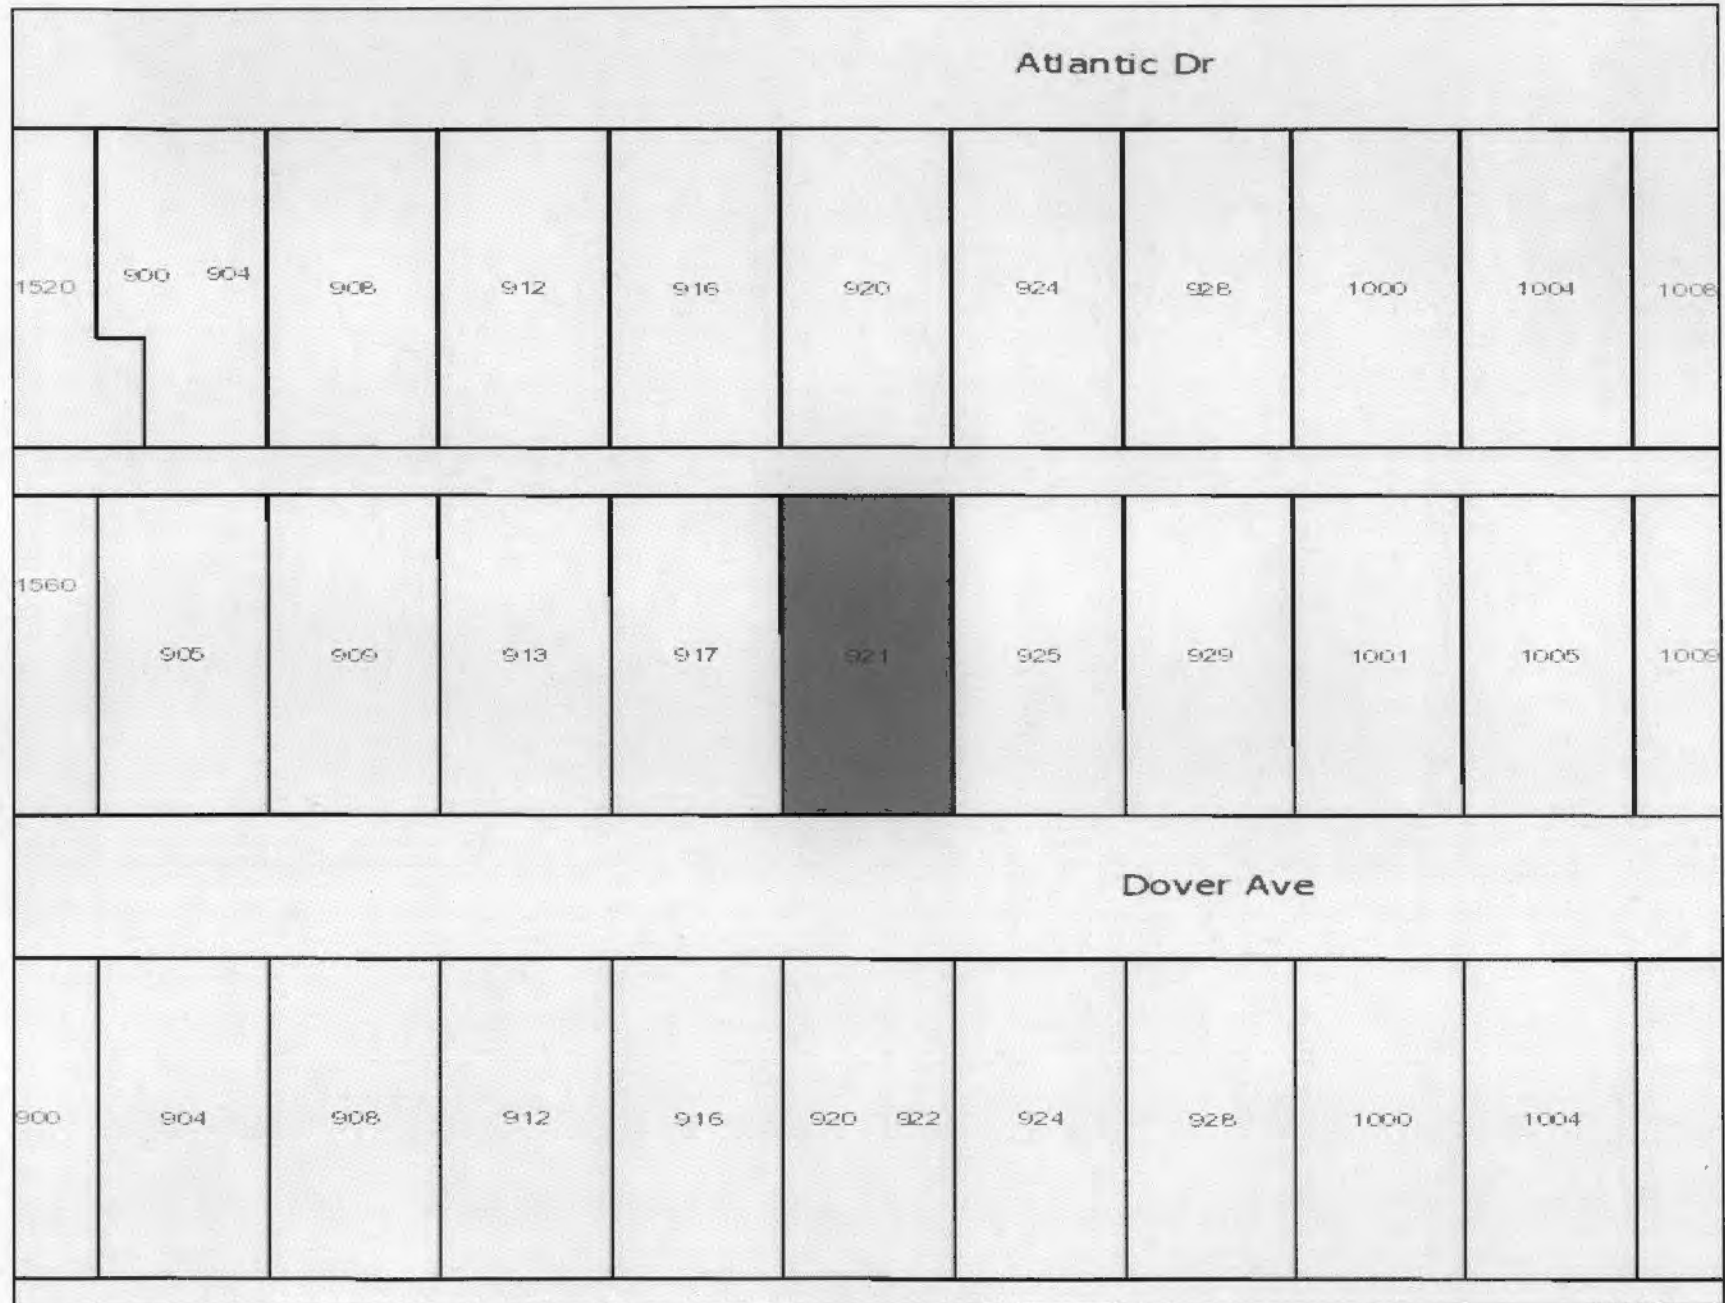 Atlantic Dr
1520 900 904 908 912 916 920 924 928 1000 1004 1008
1560
905 909 913 917 921 925 929 1001 1005 1009
Dover Ave
900 904 908 912 916 920 922 924 928 1000 1004